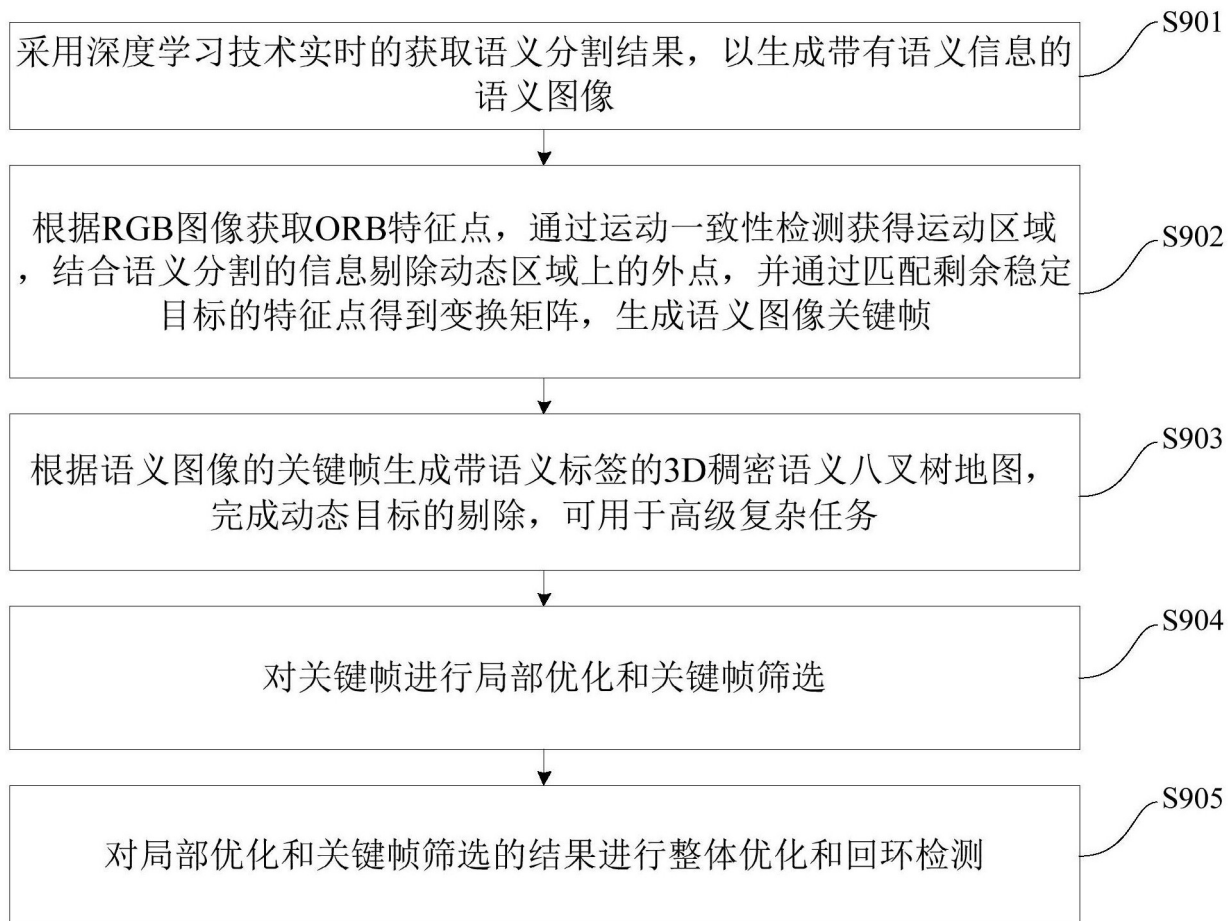 S901
采用深度学习技术实时的获取语义分割结果，以生成带有语义信息的
语义图像
S902
根据RGB图像获取ORB特征点，通过运动一致性检测获得运动区域
，结合语义分割的信息剔除动态区域上的外点，并通过匹配剩余稳定
目标的特征点得到变换矩阵，生成语义图像关键帧
S903
根据语义图像的关键帧生成带语义标签的3D稠密语义八叉树地图，
完成动态目标的剔除，可用于高级复杂任务
S904
对关键帧进行局部优化和关键帧筛选
S905
对局部优化和关键帧筛选的结果进行整体优化和回环检测